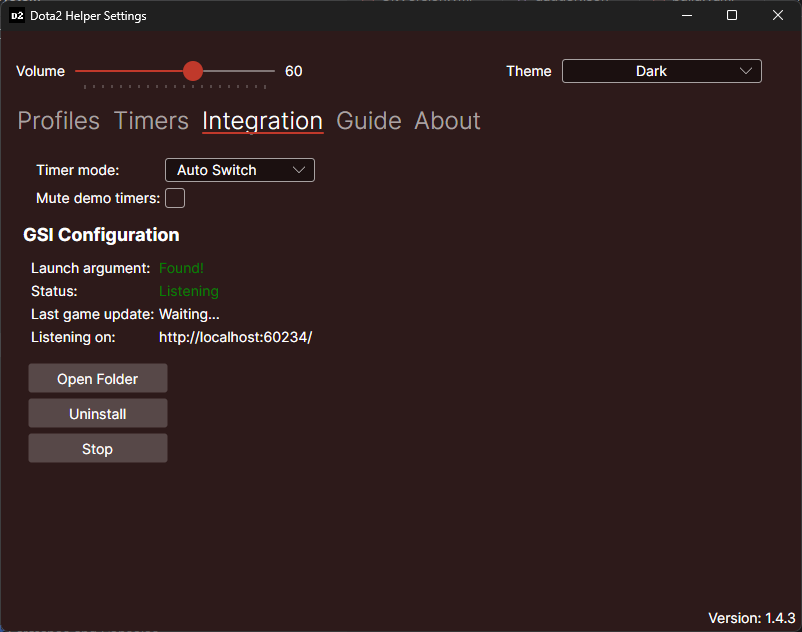 D2 Dota2 Helper Settings
Volume 60 Theme Dark
Profiles Timers Integration Guide About
Timer mode: Auto Switch
Mute demo timers:
GSI Configuration
Launch argument: Found!
Status: Listening
Last game update: Waiting...
Listening on: http://localhost:60234/
Open Folder
Uninstall
Stop
Version: 1.4.3